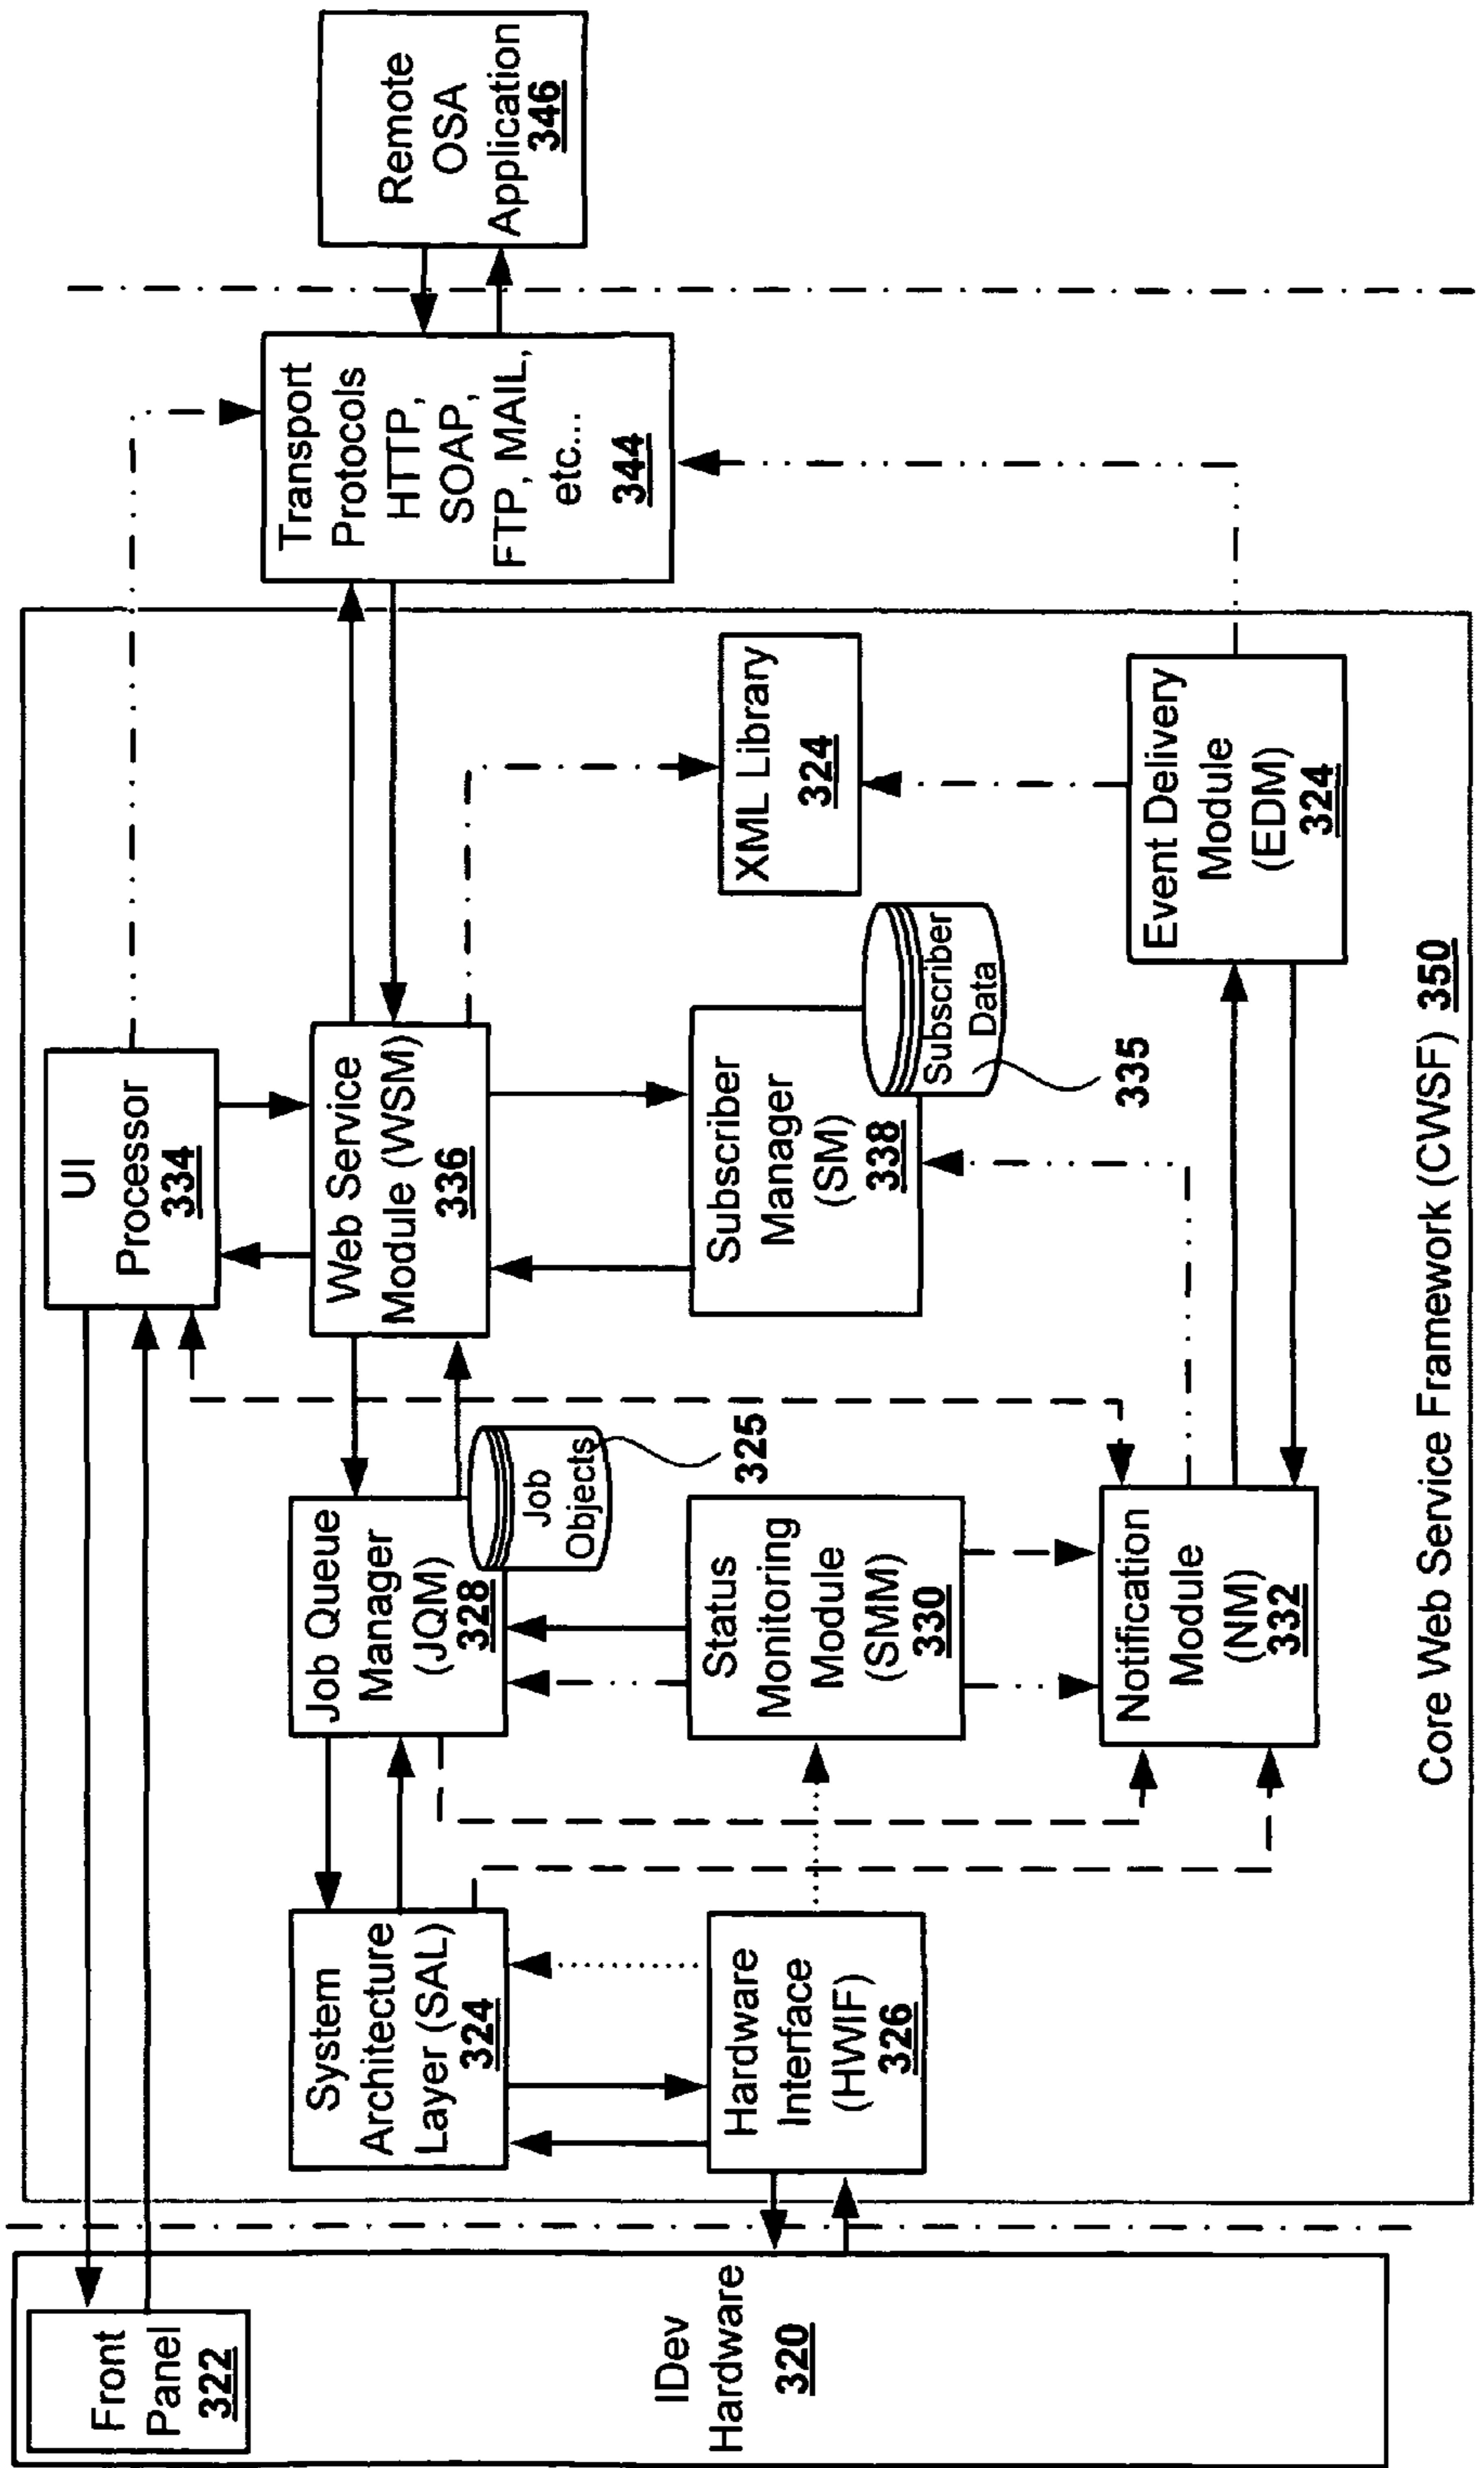 Front
Panel
322
IDev
Hardware
320
System
Architecture
Layer (SAL)
324
Hardware
Interface
(HWIF)
326
Job Queue
Manager
(JQM)
328
Job
Objects
325
Status
Monitoring
Module
(SMM)
330
Notification
Module
(NM)
332
UI
Processor
334
Web Service
Module (WSM)
336
Subscriber
Manager
(SM)
338
Subscriber
Data
335
XML Library
324
Event Delivery
Module
(EDM)
324
Core Web Service Framework (CWSF) 350
Transport
Protocols
HTTP,
SOAP,
FTP, MAIL,
etc...
344
Remote
OSA
Application
346